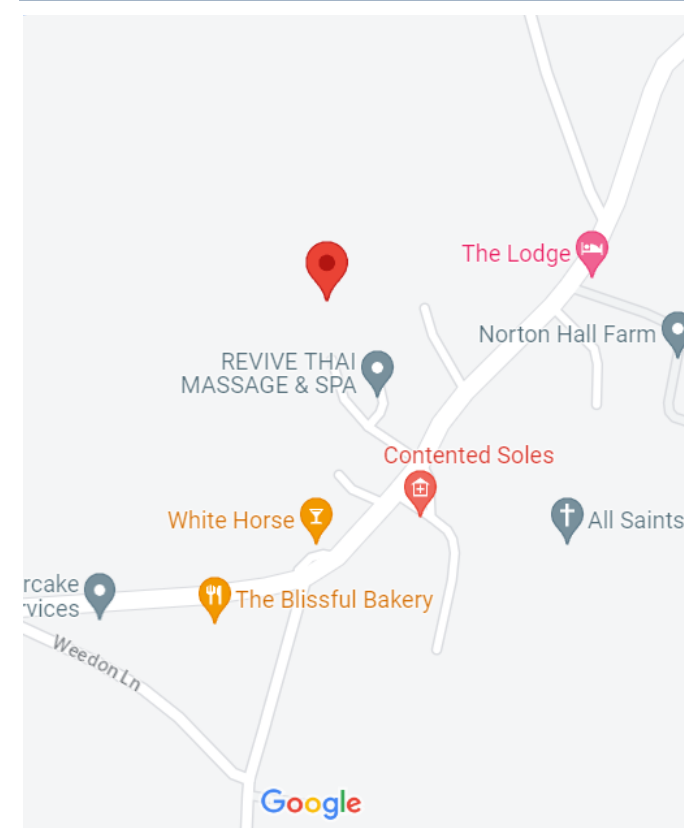 The Lodge
Norton Hall Farm
REVIVE THAI
MASSAGE & SPA
Contented Soles
White Horse
All Saints
rcake
rvices
The Blissful Bakery
Weedon Ln
Google